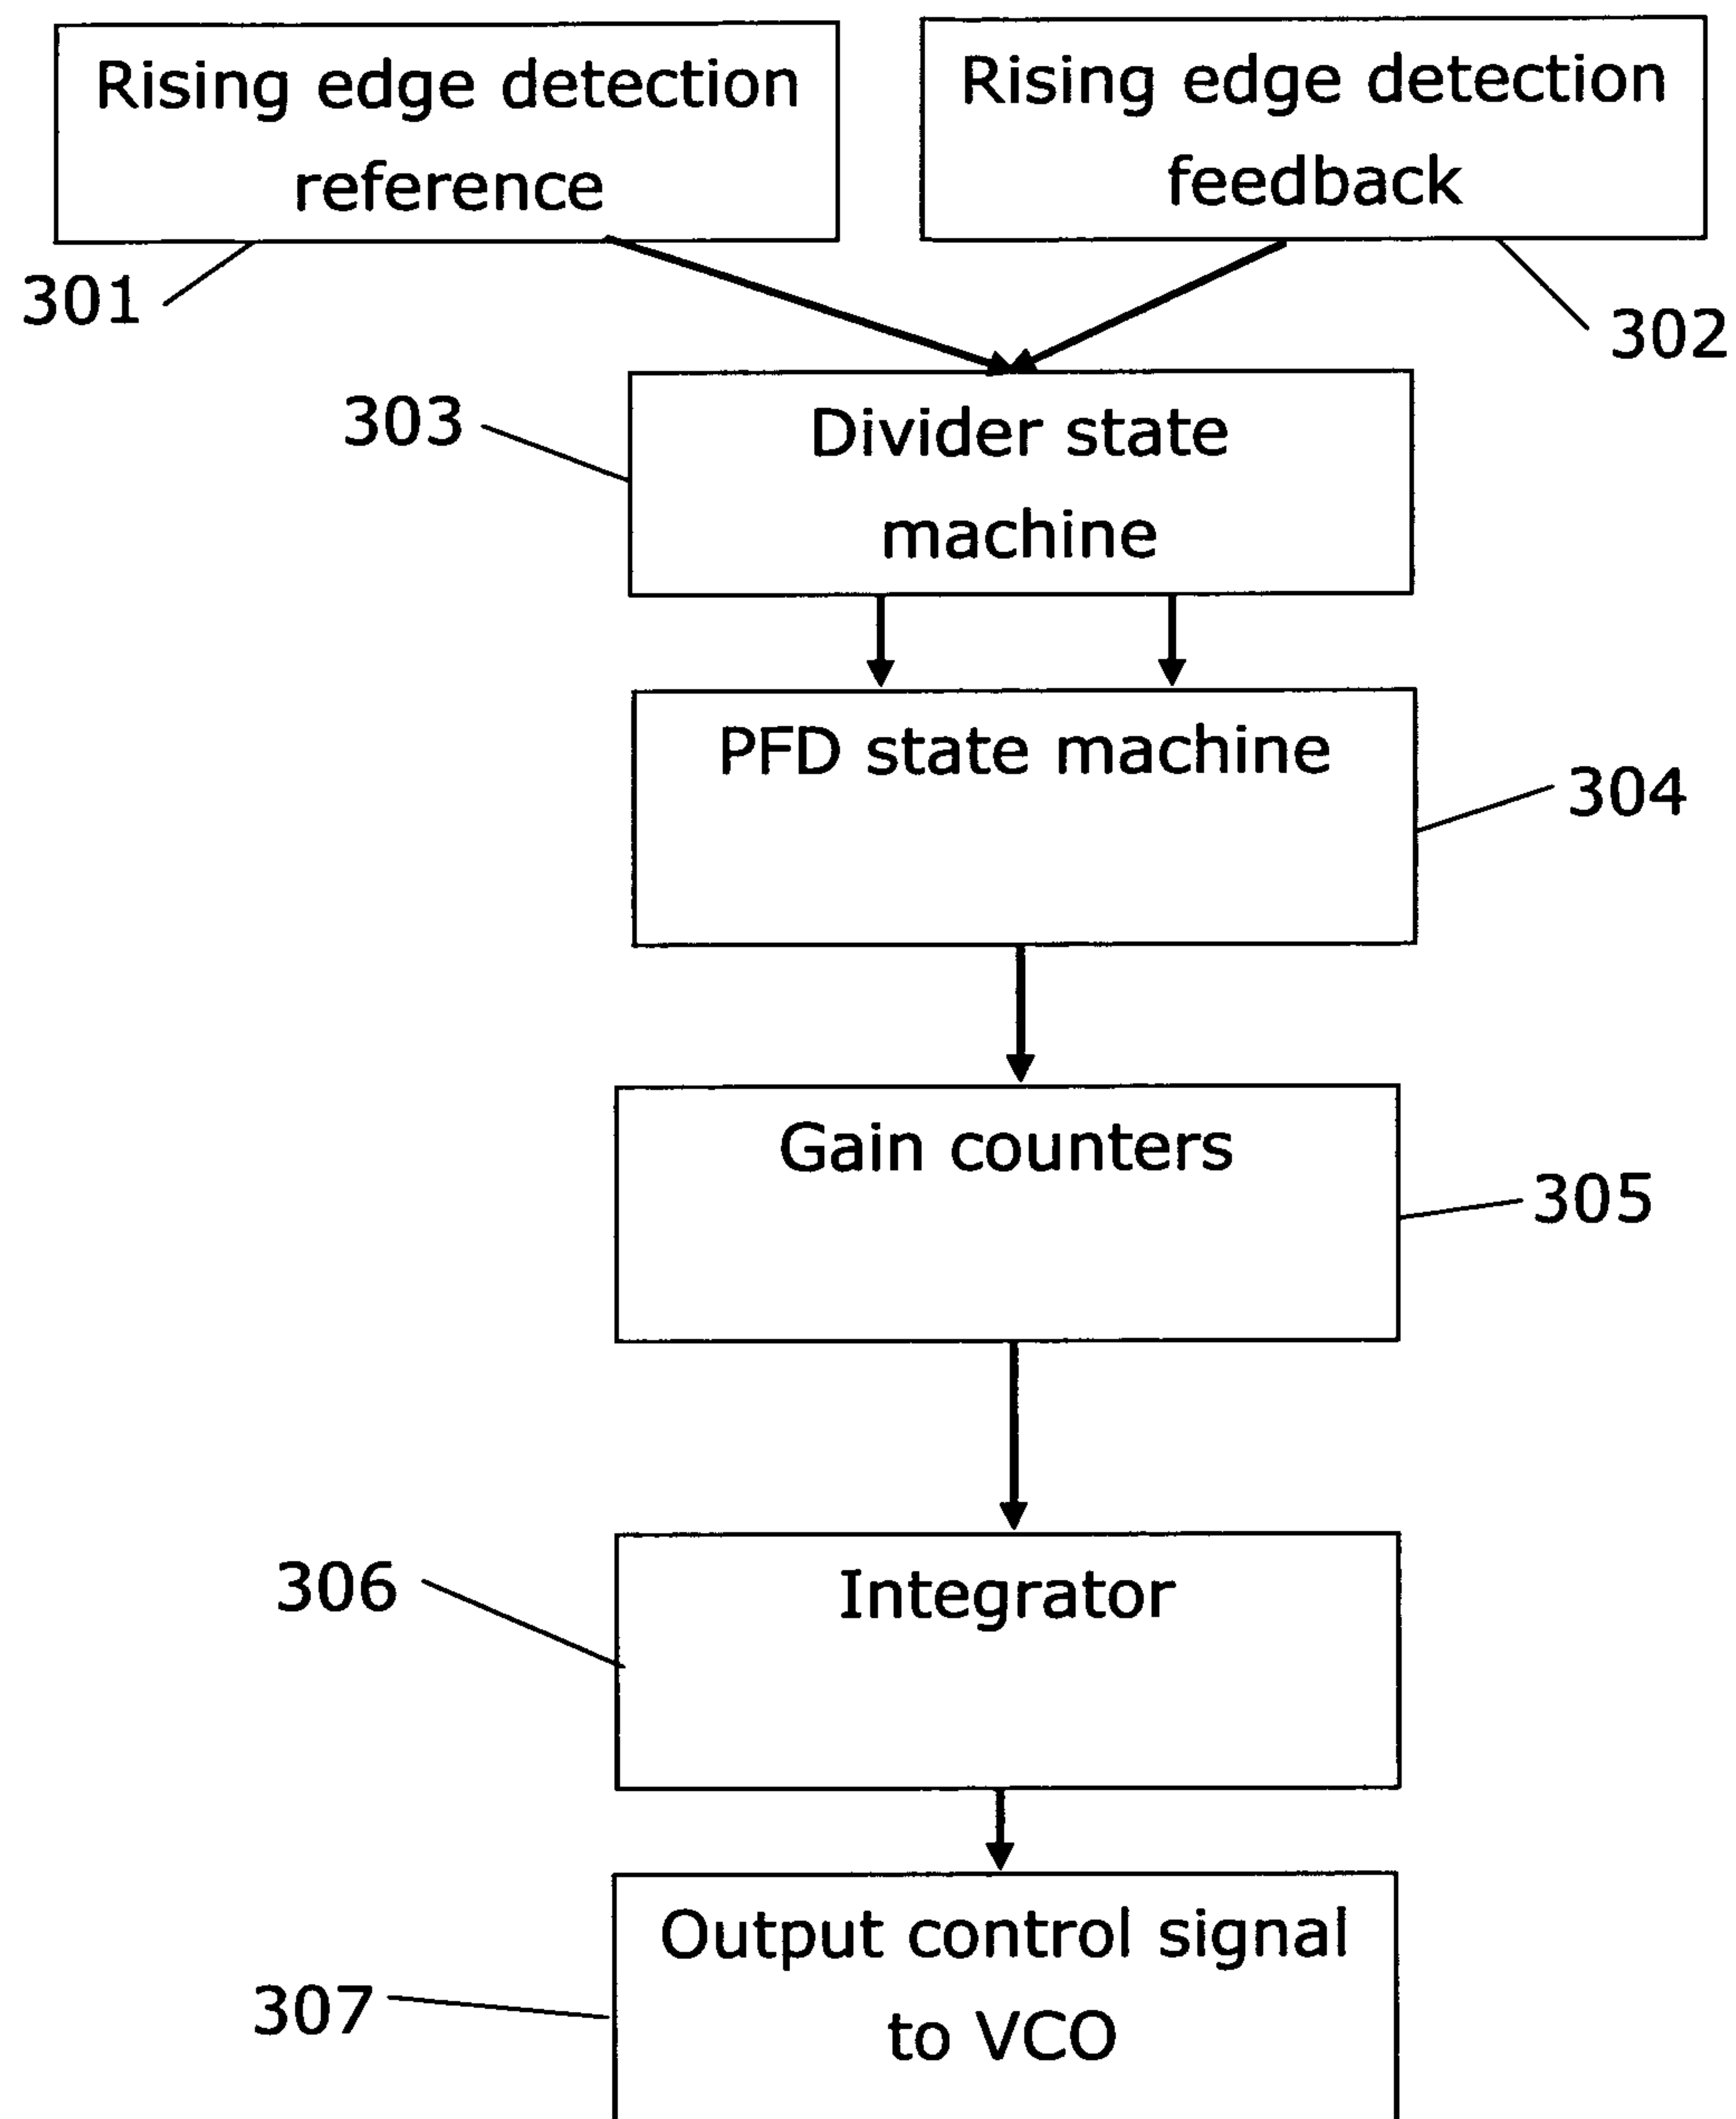 Rising edge detection
reference
Rising edge detection
feedback
301
302
303
Divider state
machine
PFD state machine
304
Gain counters
305
306
Integrator
Output control signal
to VCO
307